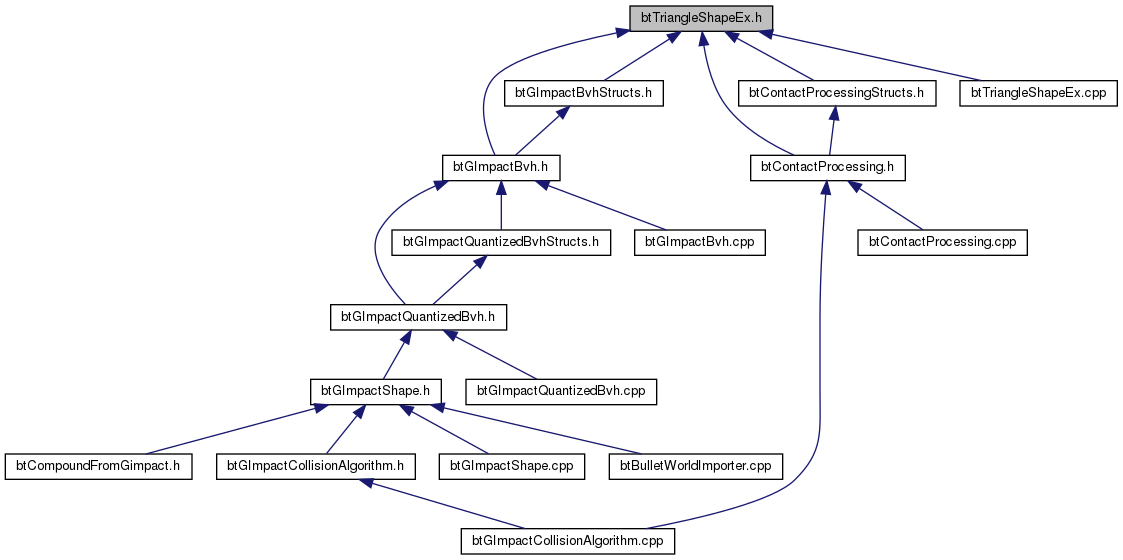 btTriangleShapeEx.h
btGImpactBvhStructs.h
btContactProcessingStructs.h
btTriangleShapeEx.cpp
btGImpactBvh.h
btContactProcessing.h
btGImpactQuantizedBvhStructs.h
btGImpactBvh.cpp
btContactProcessing.cpp
btGImpactQuantizedBvh.h
btGImpactShape.h
btGImpactQuantizedBvh.cpp
btCompoundFromGimpact.h
btGImpactCollisionAlgorithm.h
btGImpactShape.cpp
btBulletWorldImporter.cpp
btGImpactCollisionAlgorithm.cpp